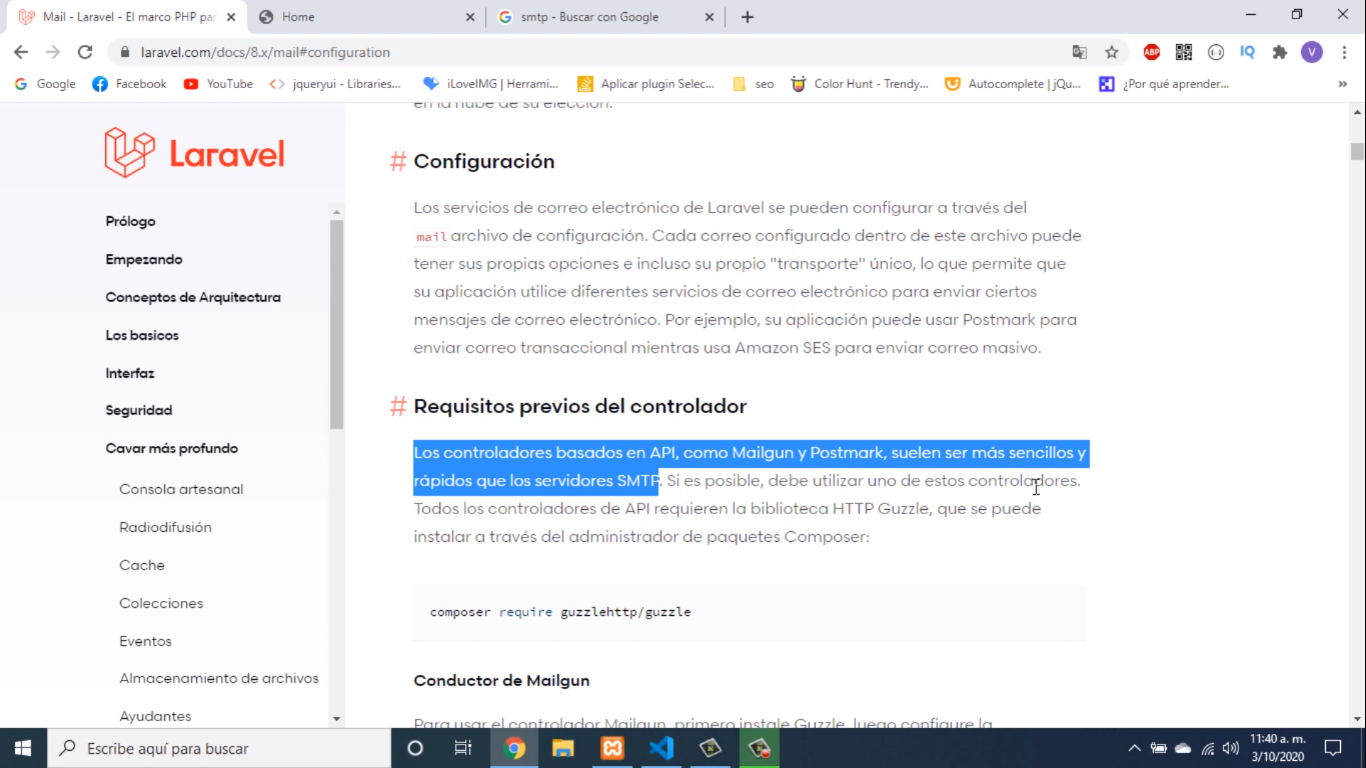 Mail - Laravel - El marco PHP par
Home
smtp - Buscar con Google
laravel.com/docs/8.x/mail#configuration
ABP
IQ
V
Google
Facebook
YouTube
jqueryui - Libraries...
iLoveIMG | Herrami...
Aplicar plugin Selec...
seo
Color Hunt - Trendy...
Autocomplete | jQu...
¿Por qué aprender...
Laravel
Prólogo
Empezando
Conceptos de Arquitectura
Los basicos
Interfaz
Seguridad
Cavar más profundo
Consola artesanal
Radiodifusión
Cache
Colecciones
Eventos
Almacenamiento de archivos
Ayudantes
en la nube de su elección.
# Configuración
Los servicios de correo electrónico de Laravel se pueden configurar a través del
mail archivo de configuración. Cada correo configurado dentro de este archivo puede
tener sus propias opciones e incluso su propio "transporte" único, lo que permite que
su aplicación utilice diferentes servicios de correo electrónico para enviar ciertos
mensajes de correo electrónico. Por ejemplo, su aplicación puede usar Postmark para
enviar correo transaccional mientras usa Amazon SES para enviar correo masivo.
# Requisitos previos del controlador
Los controladores basados en API, como Mailgun y Postmark, suelen ser más sencillos y
rápidos que los servidores SMTP. Si es posible, debe utilizar uno de estos controladores.
Todos los controladores de API requieren la biblioteca HTTP Guzzle, que se puede
instalar a través del administrador de paquetes Composer:
composer require guzzlehttp/guzzle
Conductor de Mailgun
Para usar el controlador Mailgun, primero instale Guzzle, luego configure la
Escribe aquí para buscar
11:40 a. m.
3/10/2020